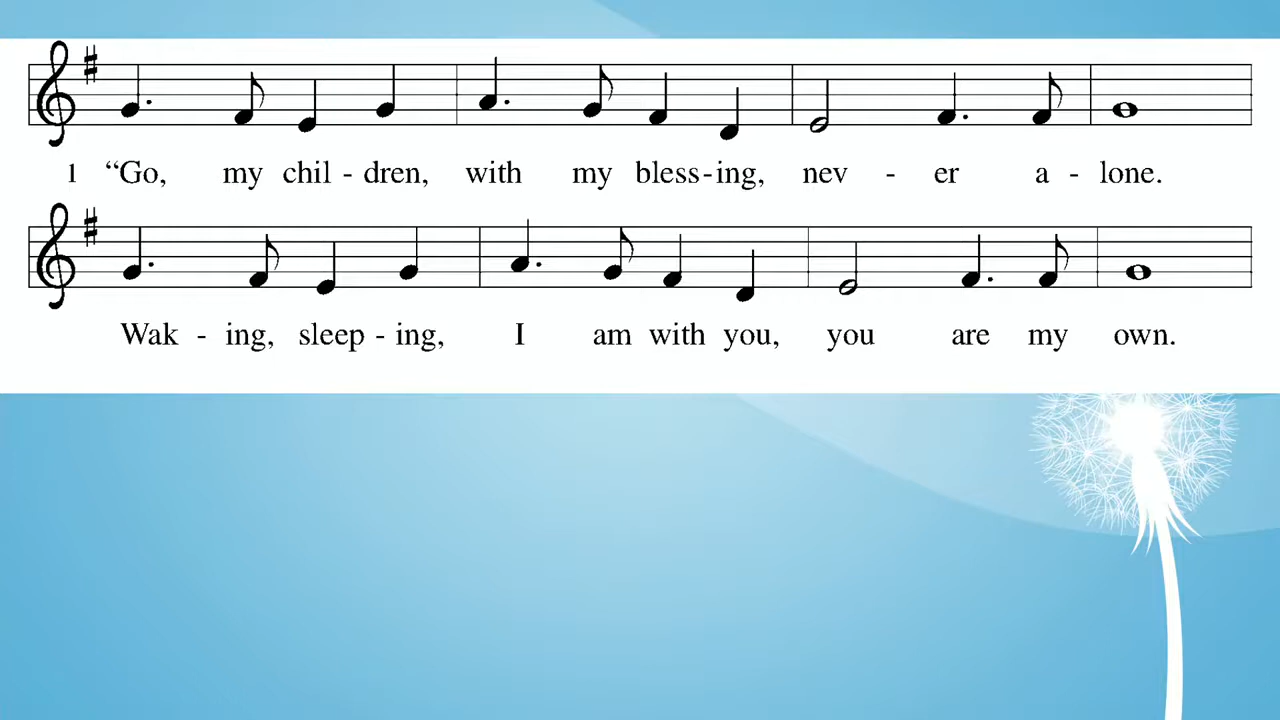 1 “Go, my chil - dren, with my bless - ing, nev - er a - lone.
Wak - ing, sleep - ing, I am with you, you are my own.